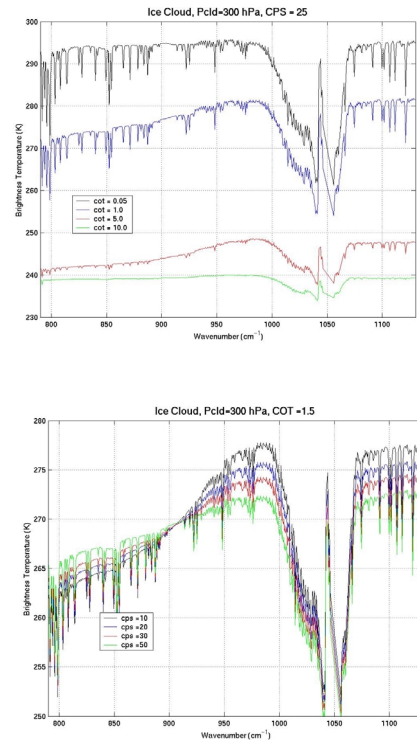 Ice Cloud, Pcld=300 hPa, CPS = 25
300
290
280
270
260
250
240
230
Brightness Temperature (K)
cot = 0.05
cot = 1.0
cot = 5.0
cot = 10.0
800 850 900 950 1000 1050 1100
Wavenumber (cm⁻¹)
Ice Cloud, Pcld=300 hPa, COT =1.5
280
275
270
265
260
255
250
Brightness Temperature (K)
cps = 10
cps = 20
cps = 30
cps = 50
800 850 900 950 1000 1050 1100
Wavenumber (cm⁻¹)